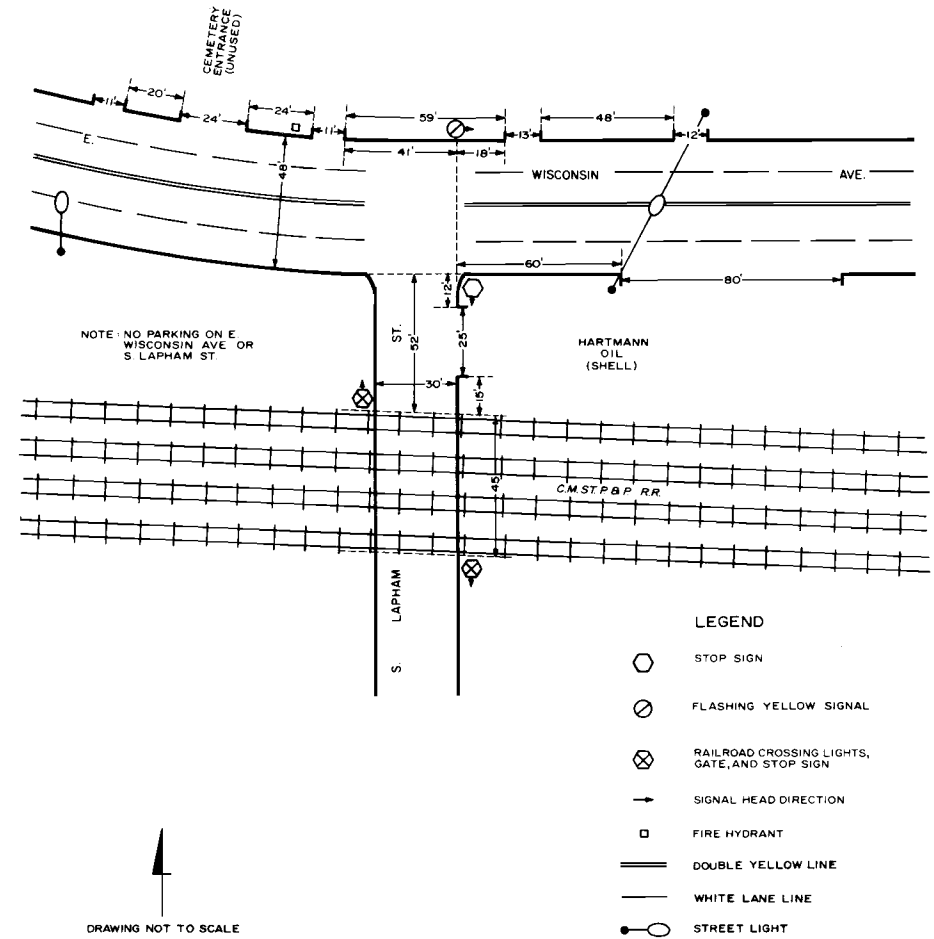 CEMETERY
ENTRANCE
(UNUSED)
11'
20'
24'
24'
11'
59'
41'
18'
13'
48'
12'
E.
48'
WISCONSIN
AVE.
60'
80'
12'
ST.
52'
25'
30'
15'
NOTE: NO PARKING ON E.
WISCONSIN AVE OR
S. LAPHAM ST.
HARTMANN
OIL
(SHELL)
45'
C.M. ST. P & P R.R.
LAPHAM
S.
LEGEND
STOP SIGN
FLASHING YELLOW SIGNAL
RAILROAD CROSSING LIGHTS,
GATE, AND STOP SIGN
SIGNAL HEAD DIRECTION
FIRE HYDRANT
DOUBLE YELLOW LINE
WHITE LANE LINE
STREET LIGHT
DRAWING NOT TO SCALE